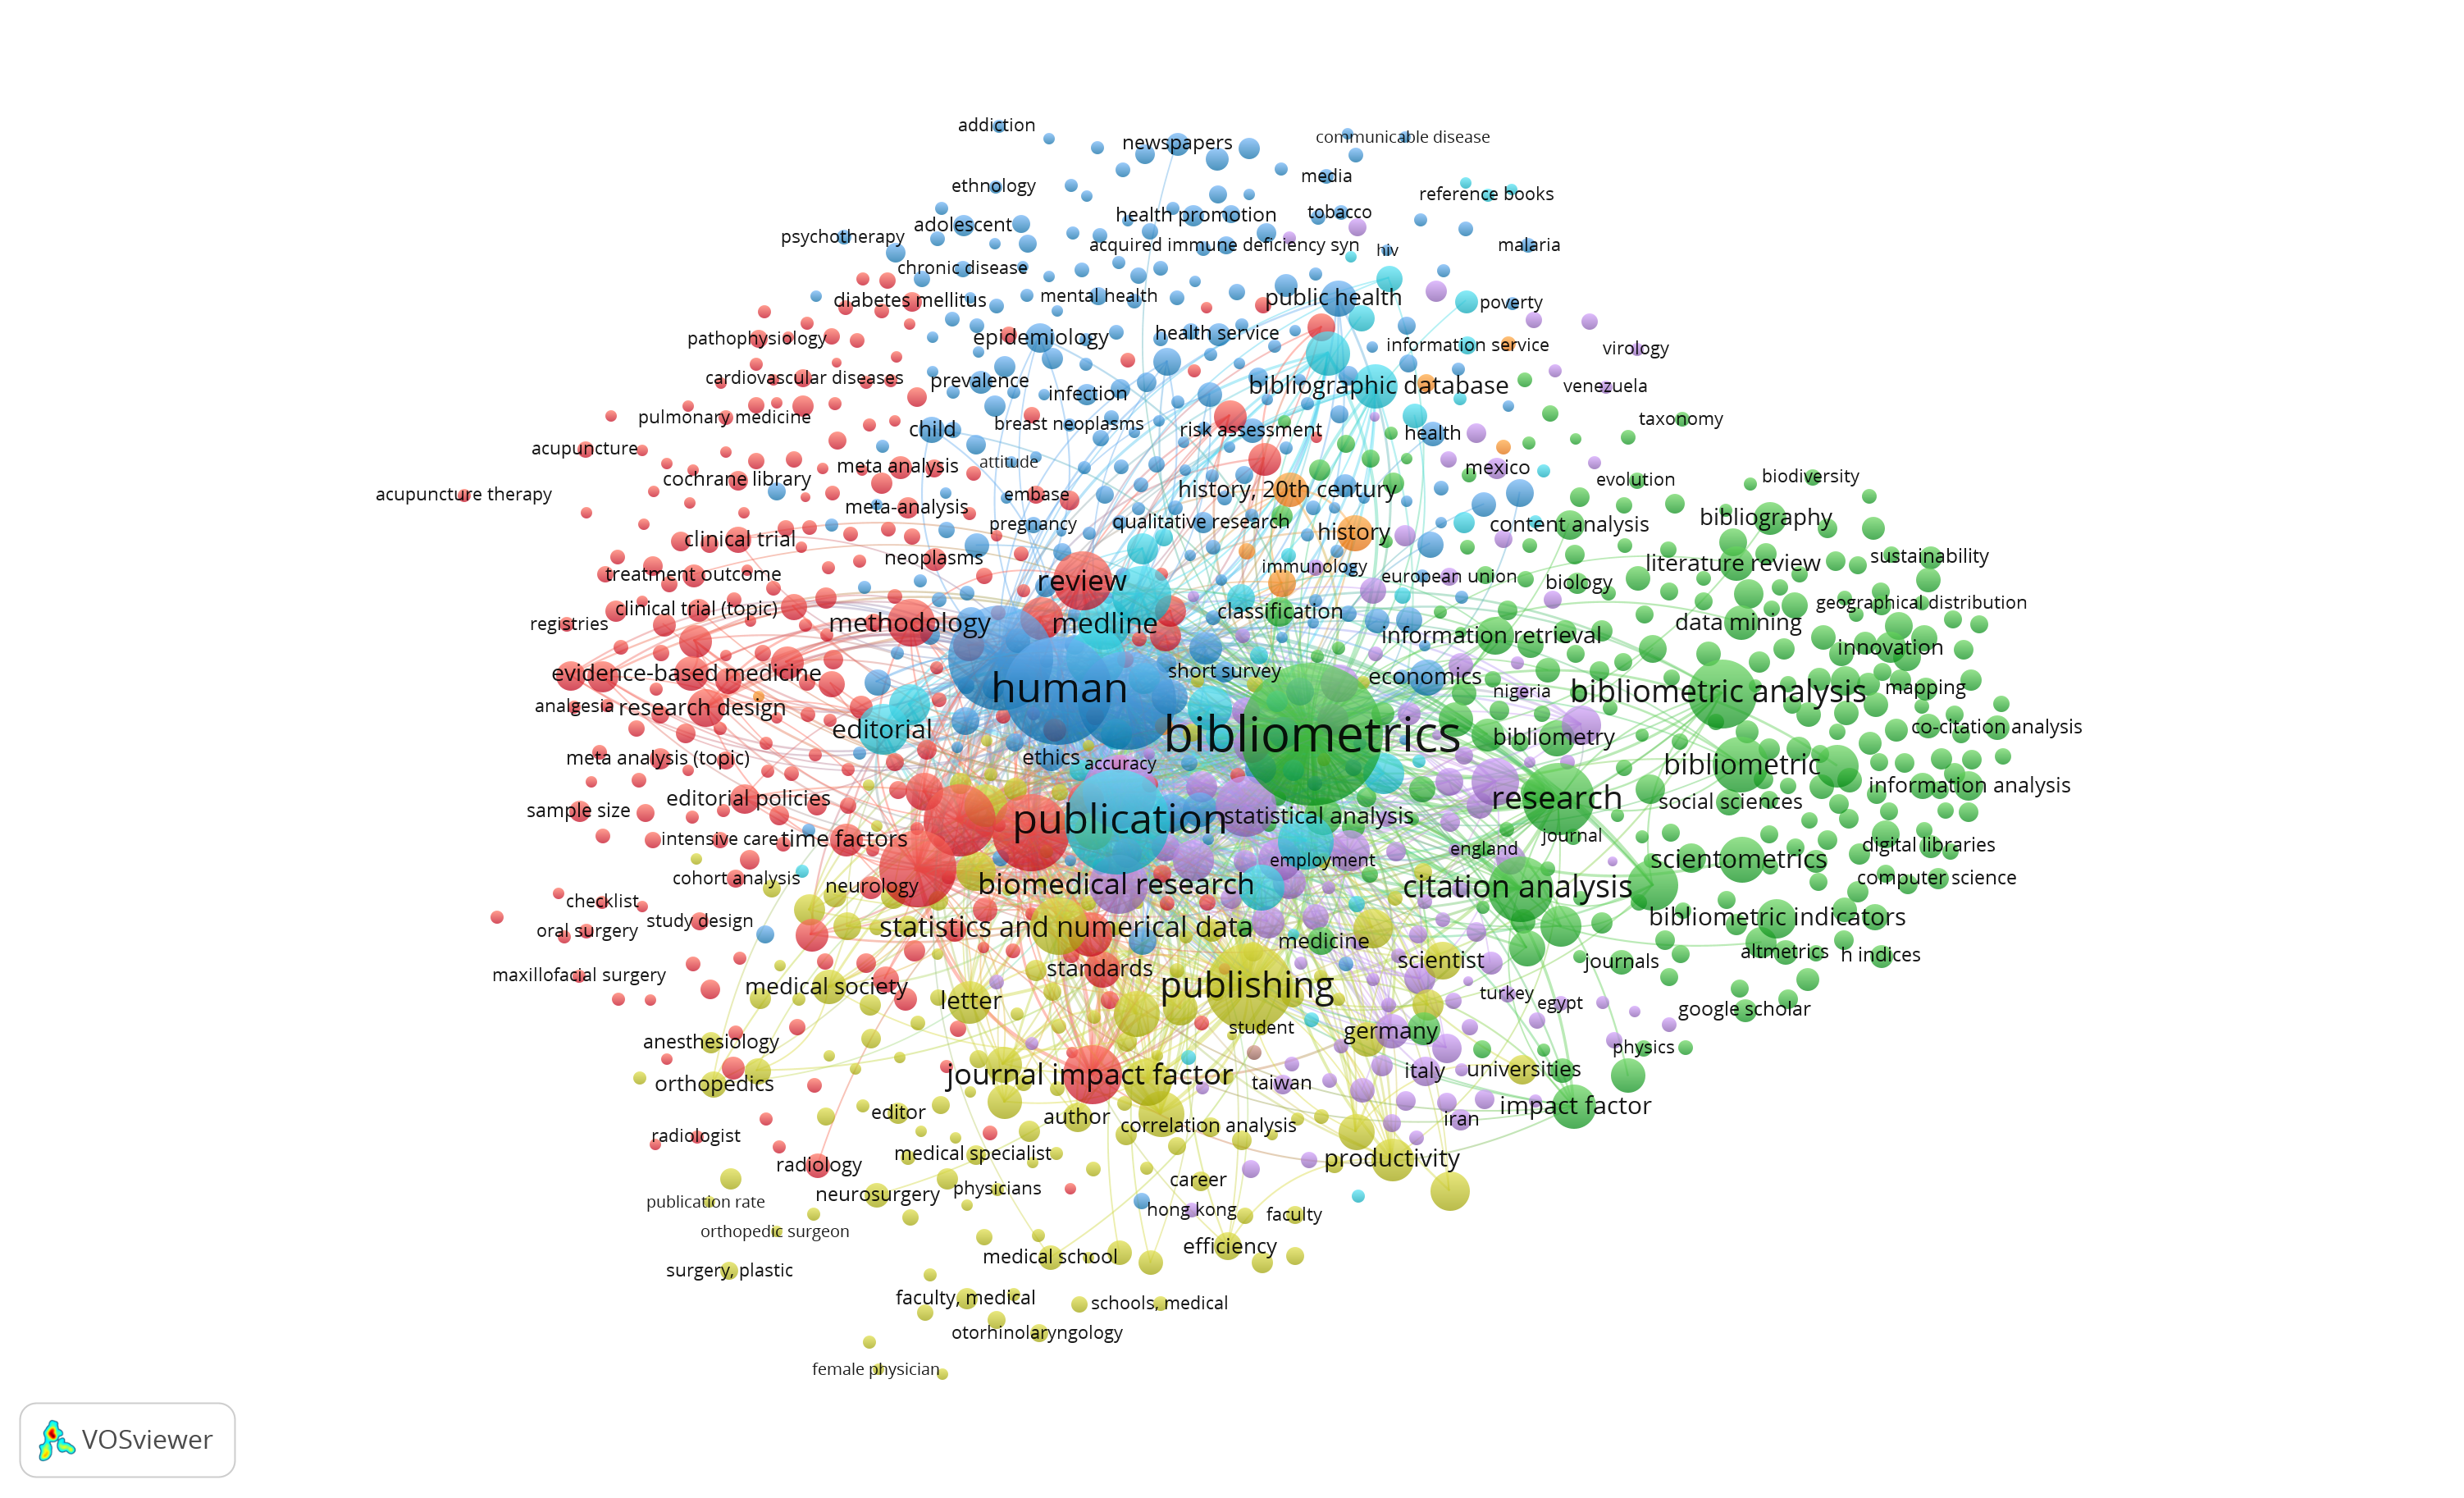 addiction
newspapers
communicable disease
media
ethnology
reference books
health promotion
tobacco
adolescent
psychotherapy
acquired immune deficiency syn
hiv
malaria
chronic disease
mental health
public health
diabetes mellitus
poverty
pathophysiology
epidemiology
health service
information service
virology
cardiovascular diseases
prevalence
infection
bibliographic database
venezuela
pulmonary medicine
child
breast neoplasms
risk assessment
health
taxonomy
acupuncture
meta analysis
attitude
mexico
cochrane library
evolution
biodiversity
acupuncture therapy
embase
history, 20th century
meta-analysis
pregnancy
qualitative research
history
content analysis
bibliography
clinical trial
neoplasms
immunology
european union
biology
literature review
sustainability
treatment outcome
review
clinical trial (topic)
classification
geographical distribution
registries
methodology
medline
information retrieval
data mining
innovation
evidence-based medicine
human
short survey
economics
nigeria
bibliometric analysis
mapping
analgesia
research design
editorial
bibliometrics
bibliometry
co-citation analysis
meta analysis (topic)
ethics
accuracy
bibliometric
information analysis
sample size
editorial policies
publication
statistical analysis
research
social sciences
intensive care
time factors
employment
england
journal
digital libraries
cohort analysis
neurology
biomedical research
citation analysis
scientometrics
computer science
checklist
study design
statistics and numerical data
bibliometric indicators
oral surgery
medicine
maxillofacial surgery
medical society
standards
publishing
scientist
journals
altmetrics
h indices
letter
student
turkey
egypt
google scholar
anesthesiology
germany
physics
orthopedics
journal impact factor
taiwan
italy
universities
editor
author
correlation analysis
iran
impact factor
radiologist
radiology
medical specialist
productivity
publication rate
neurosurgery
physicians
career
orthopedic surgeon
hong kong
faculty
surgery, plastic
medical school
efficiency
faculty, medical
schools, medical
otorhinolaryngology
female physician
VOSviewer